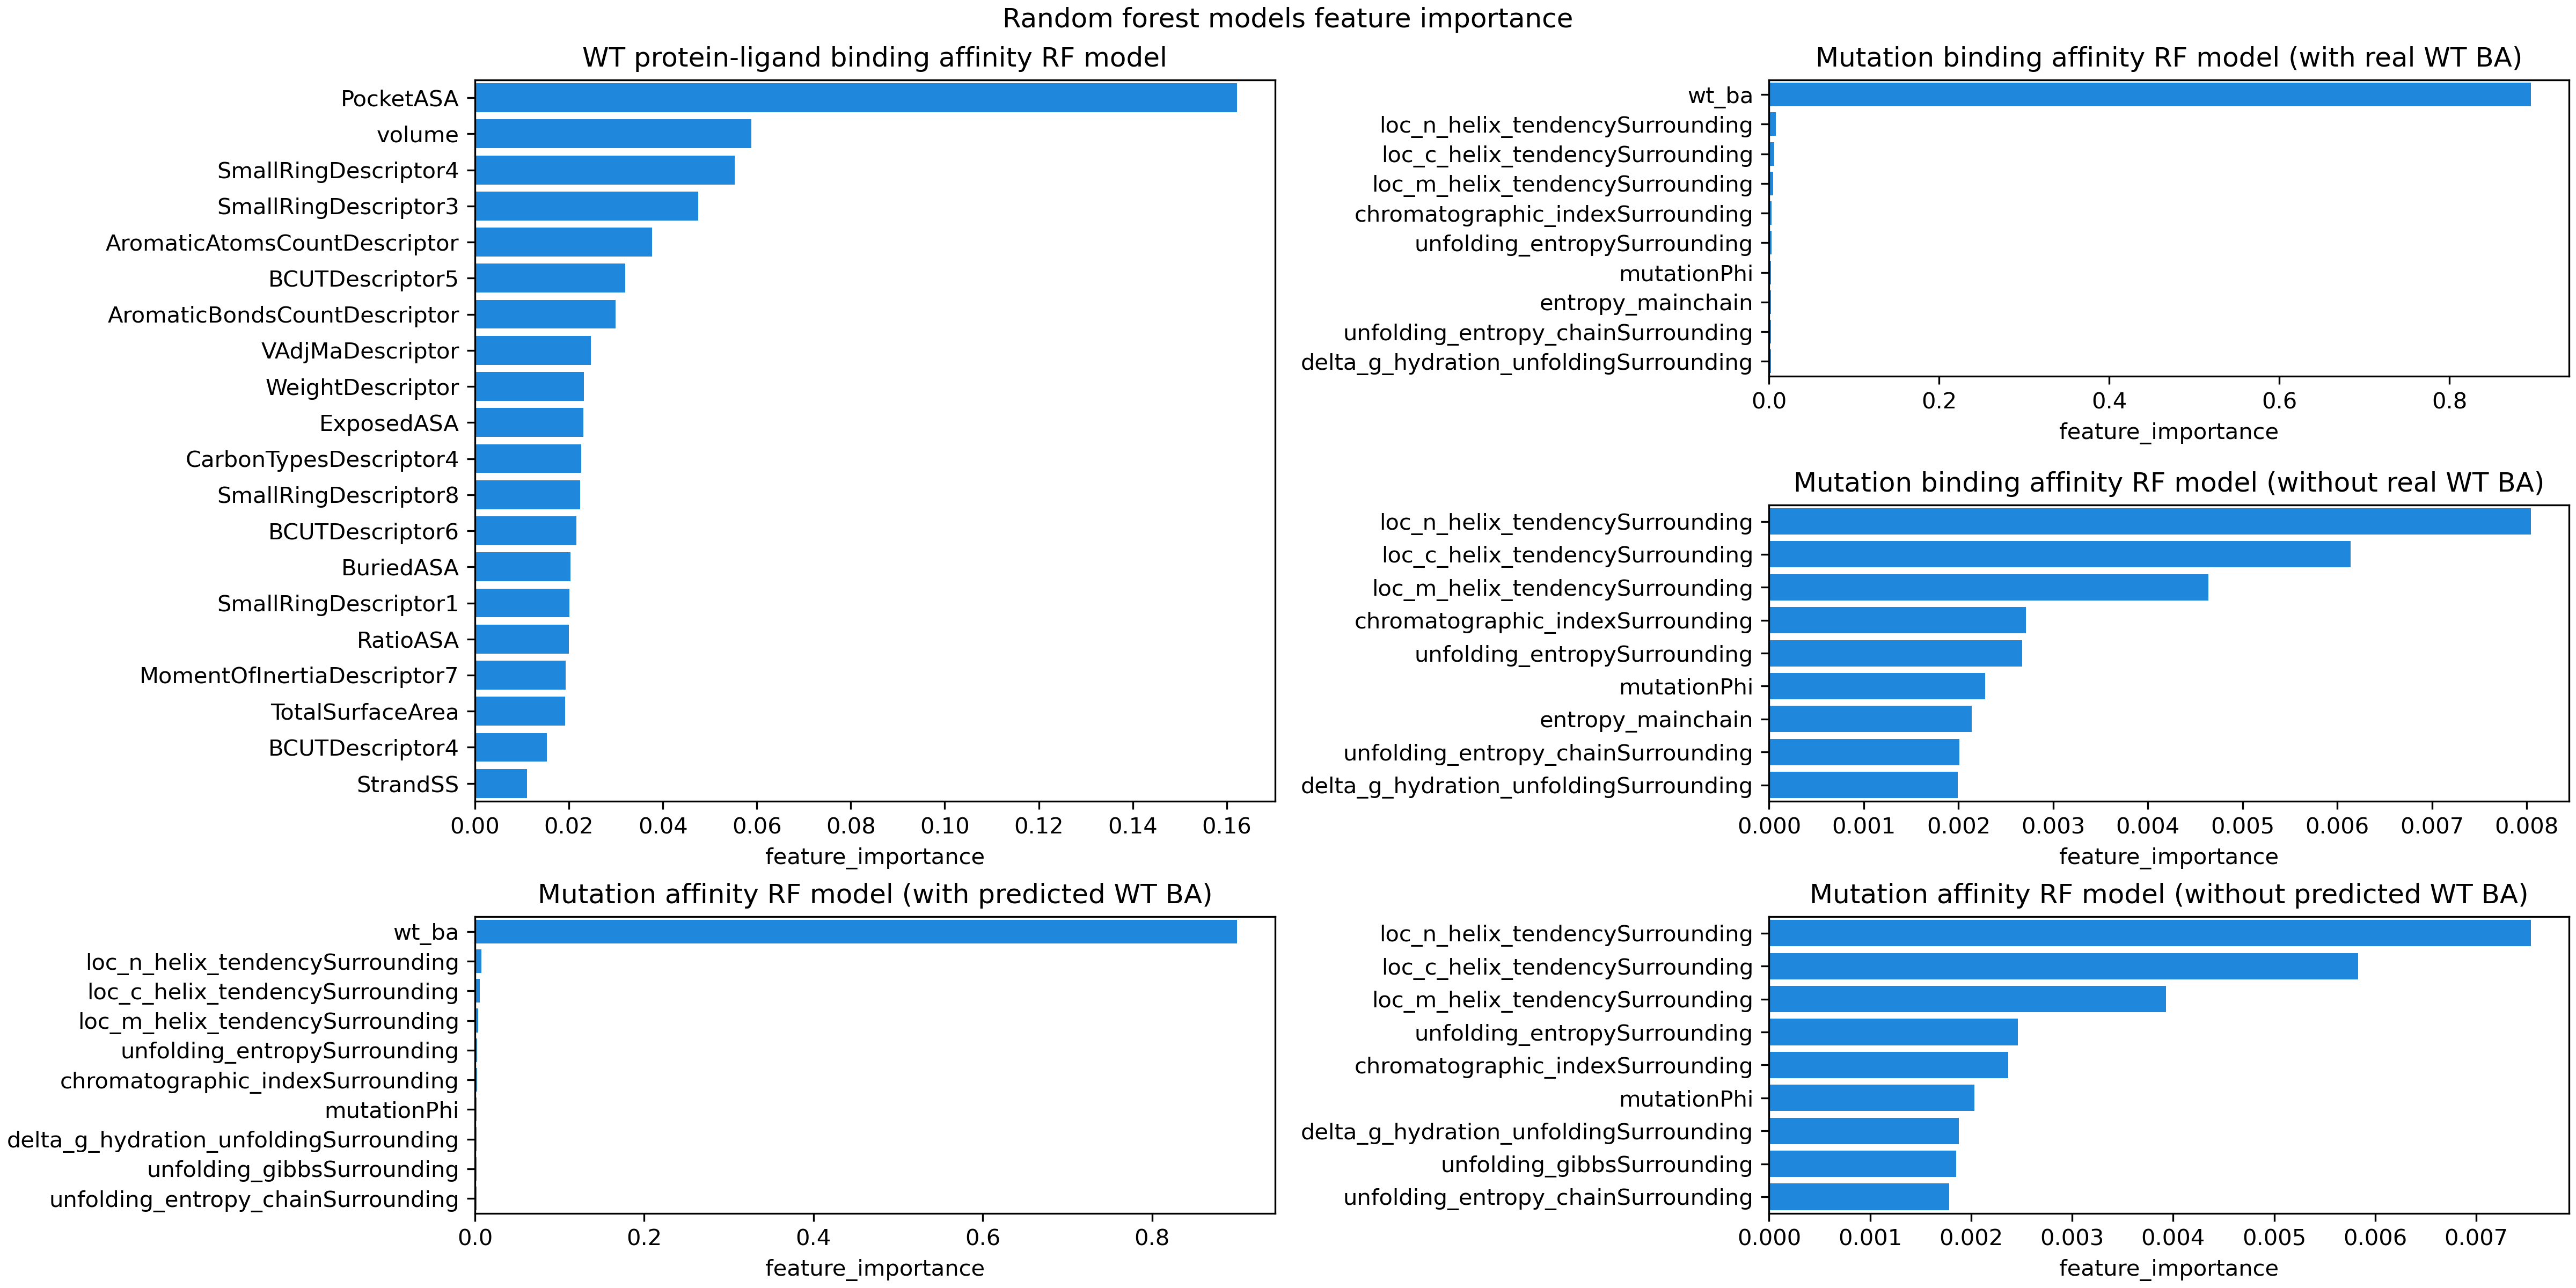 Random forest models feature importance
WT protein-ligand binding affinity RF model
PocketASA
volume
SmallRingDescriptor4
SmallRingDescriptor3
AromaticAtomsCountDescriptor
BCUTDescriptor5
AromaticBondsCountDescriptor
VAdjMaDescriptor
WeightDescriptor
ExposedASA
CarbonTypesDescriptor4
SmallRingDescriptor8
BCUTDescriptor6
BuriedASA
SmallRingDescriptor1
RatioASA
MomentOfInertiaDescriptor7
TotalSurfaceArea
BCUTDescriptor4
StrandSS
0.00 0.02 0.04 0.06 0.08 0.10 0.12 0.14 0.16
feature_importance
Mutation binding affinity RF model (with real WT BA)
wt_ba
loc_n_helix_tendencySurrounding
loc_c_helix_tendencySurrounding
loc_m_helix_tendencySurrounding
chromatographic_indexSurrounding
unfolding_entropySurrounding
mutationPhi
entropy_mainchain
unfolding_entropy_chainSurrounding
delta_g_hydration_unfoldingSurrounding
0.0 0.2 0.4 0.6 0.8
feature_importance
Mutation binding affinity RF model (without real WT BA)
loc_n_helix_tendencySurrounding
loc_c_helix_tendencySurrounding
loc_m_helix_tendencySurrounding
chromatographic_indexSurrounding
unfolding_entropySurrounding
mutationPhi
entropy_mainchain
unfolding_entropy_chainSurrounding
delta_g_hydration_unfoldingSurrounding
0.000 0.001 0.002 0.003 0.004 0.005 0.006 0.007 0.008
feature_importance
Mutation affinity RF model (with predicted WT BA)
wt_ba
loc_n_helix_tendencySurrounding
loc_c_helix_tendencySurrounding
loc_m_helix_tendencySurrounding
unfolding_entropySurrounding
chromatographic_indexSurrounding
mutationPhi
delta_g_hydration_unfoldingSurrounding
unfolding_gibbsSurrounding
unfolding_entropy_chainSurrounding
0.0 0.2 0.4 0.6 0.8
feature_importance
Mutation affinity RF model (without predicted WT BA)
loc_n_helix_tendencySurrounding
loc_c_helix_tendencySurrounding
loc_m_helix_tendencySurrounding
unfolding_entropySurrounding
chromatographic_indexSurrounding
mutationPhi
delta_g_hydration_unfoldingSurrounding
unfolding_gibbsSurrounding
unfolding_entropy_chainSurrounding
0.000 0.001 0.002 0.003 0.004 0.005 0.006 0.007
feature_importance